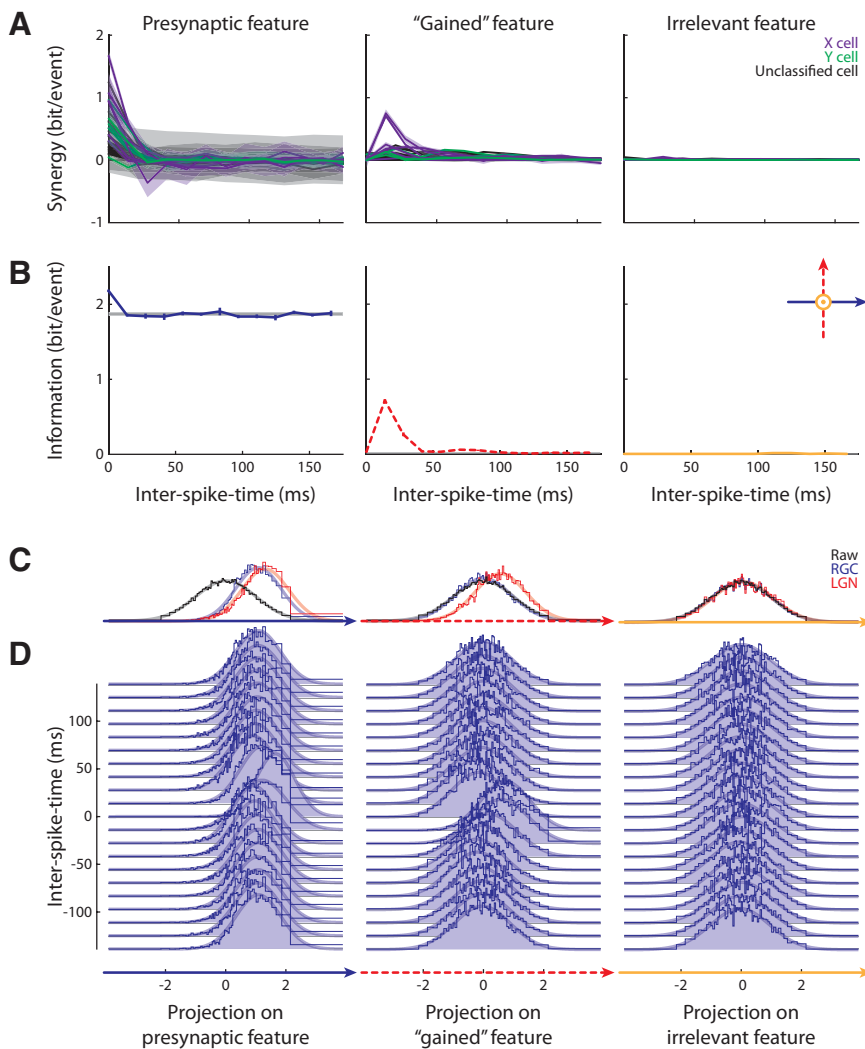 A
Presynaptic feature
“Gained” feature
Irrelevant feature
X cell
Y cell
Unclassified cell
Synergy (bit/event)
2
1
0
-1
B
Information (bit/event)
2
1
0
0 50 100 150
0 50 100 150
0 50 100 150
Inter-spike-time (ms)
Inter-spike-time (ms)
Inter-spike-time (ms)
C
Raw
RGC
LGN
D
Inter-spike-time (ms)
100
50
0
-50
-100
-2 0 2
-2 0 2
-2 0 2
Projection on
presynaptic feature
Projection on
“gained” feature
Projection on
irrelevant feature